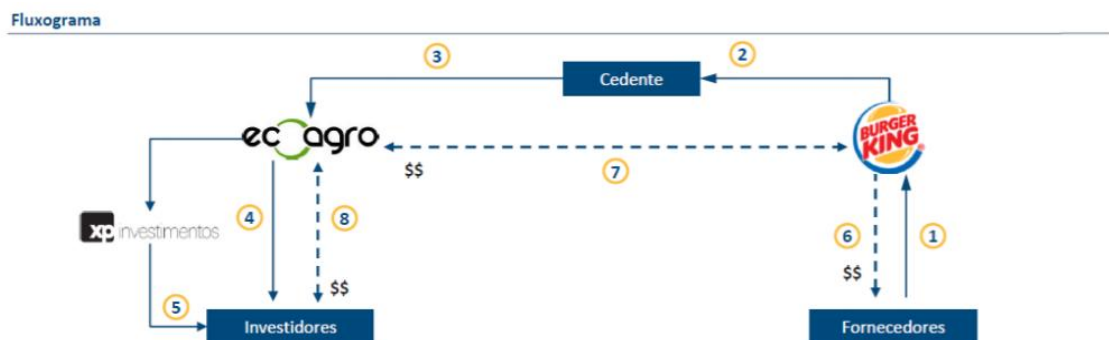 Fluxograma
3
2
Cedente
ecoagro
BURGER
KING
$$
7
xp investimentos
4
8
6
1
$$
$$
5
Investidores
Fornecedores